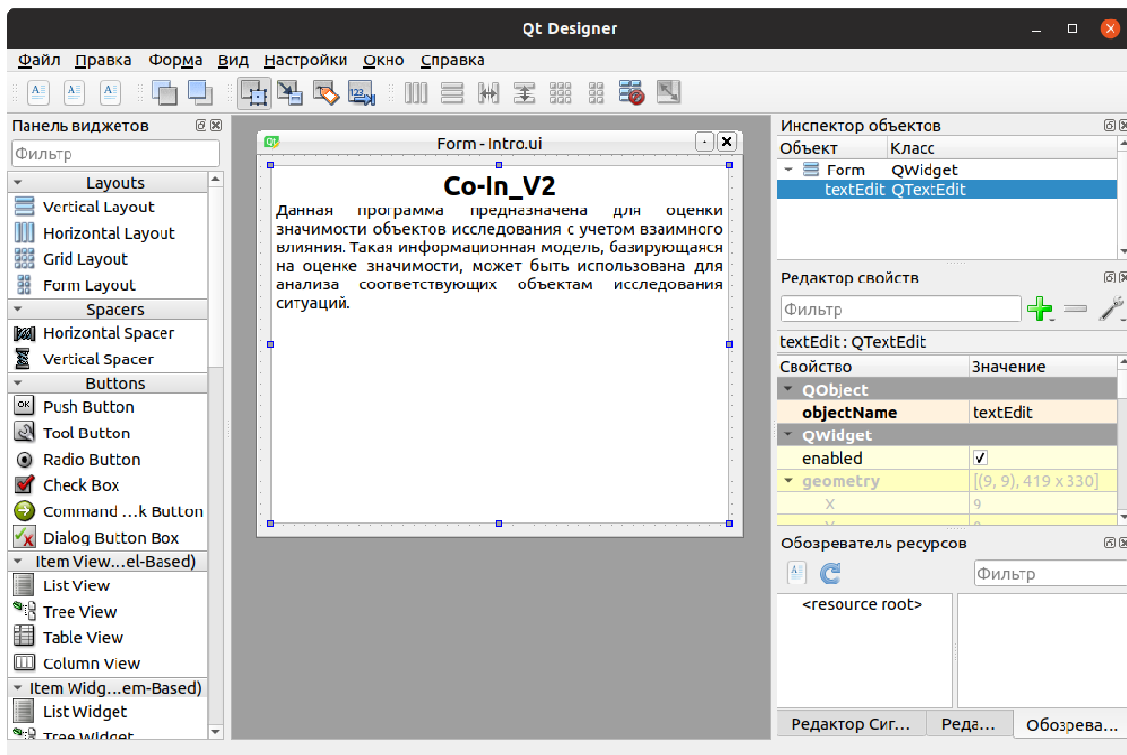 Qt Designer
Файл Правка Форма Вид Настройки Окно Справка
Панель виджетов
Фильтр
Layouts
Vertical Layout
Horizontal Layout
Grid Layout
Form Layout
Spacers
Horizontal Spacer
Vertical Spacer
Buttons
Push Button
Tool Button
Radio Button
Check Box
Command ...k Button
Dialog Button Box
Item View...el-Based)
List View
Tree View
Table View
Column View
Item Widg...em-Based)
List Widget
Tree Widget
Form - Intro.ui
Co-In_V2
Данная программа предназначена для оценки
значимости объектов исследования с учетом взаимного
влияния. Такая информационная модель, базирующаяся
на оценке значимости, может быть использована для
анализа соответствующих объектам исследования
ситуаций.
Инспектор объектов
Объект Класс
Form QWidget
textEdit QTextEdit
Редактор свойств
Фильтр
textEdit : QTextEdit
Свойство Значение
QObject
objectName textEdit
QWidget
enabled
geometry [(9, 9), 419 x 330]
X 9
Обозреватель ресурсов
Фильтр
<resource root>
Редактор Сиг... Реда... Обозрева...